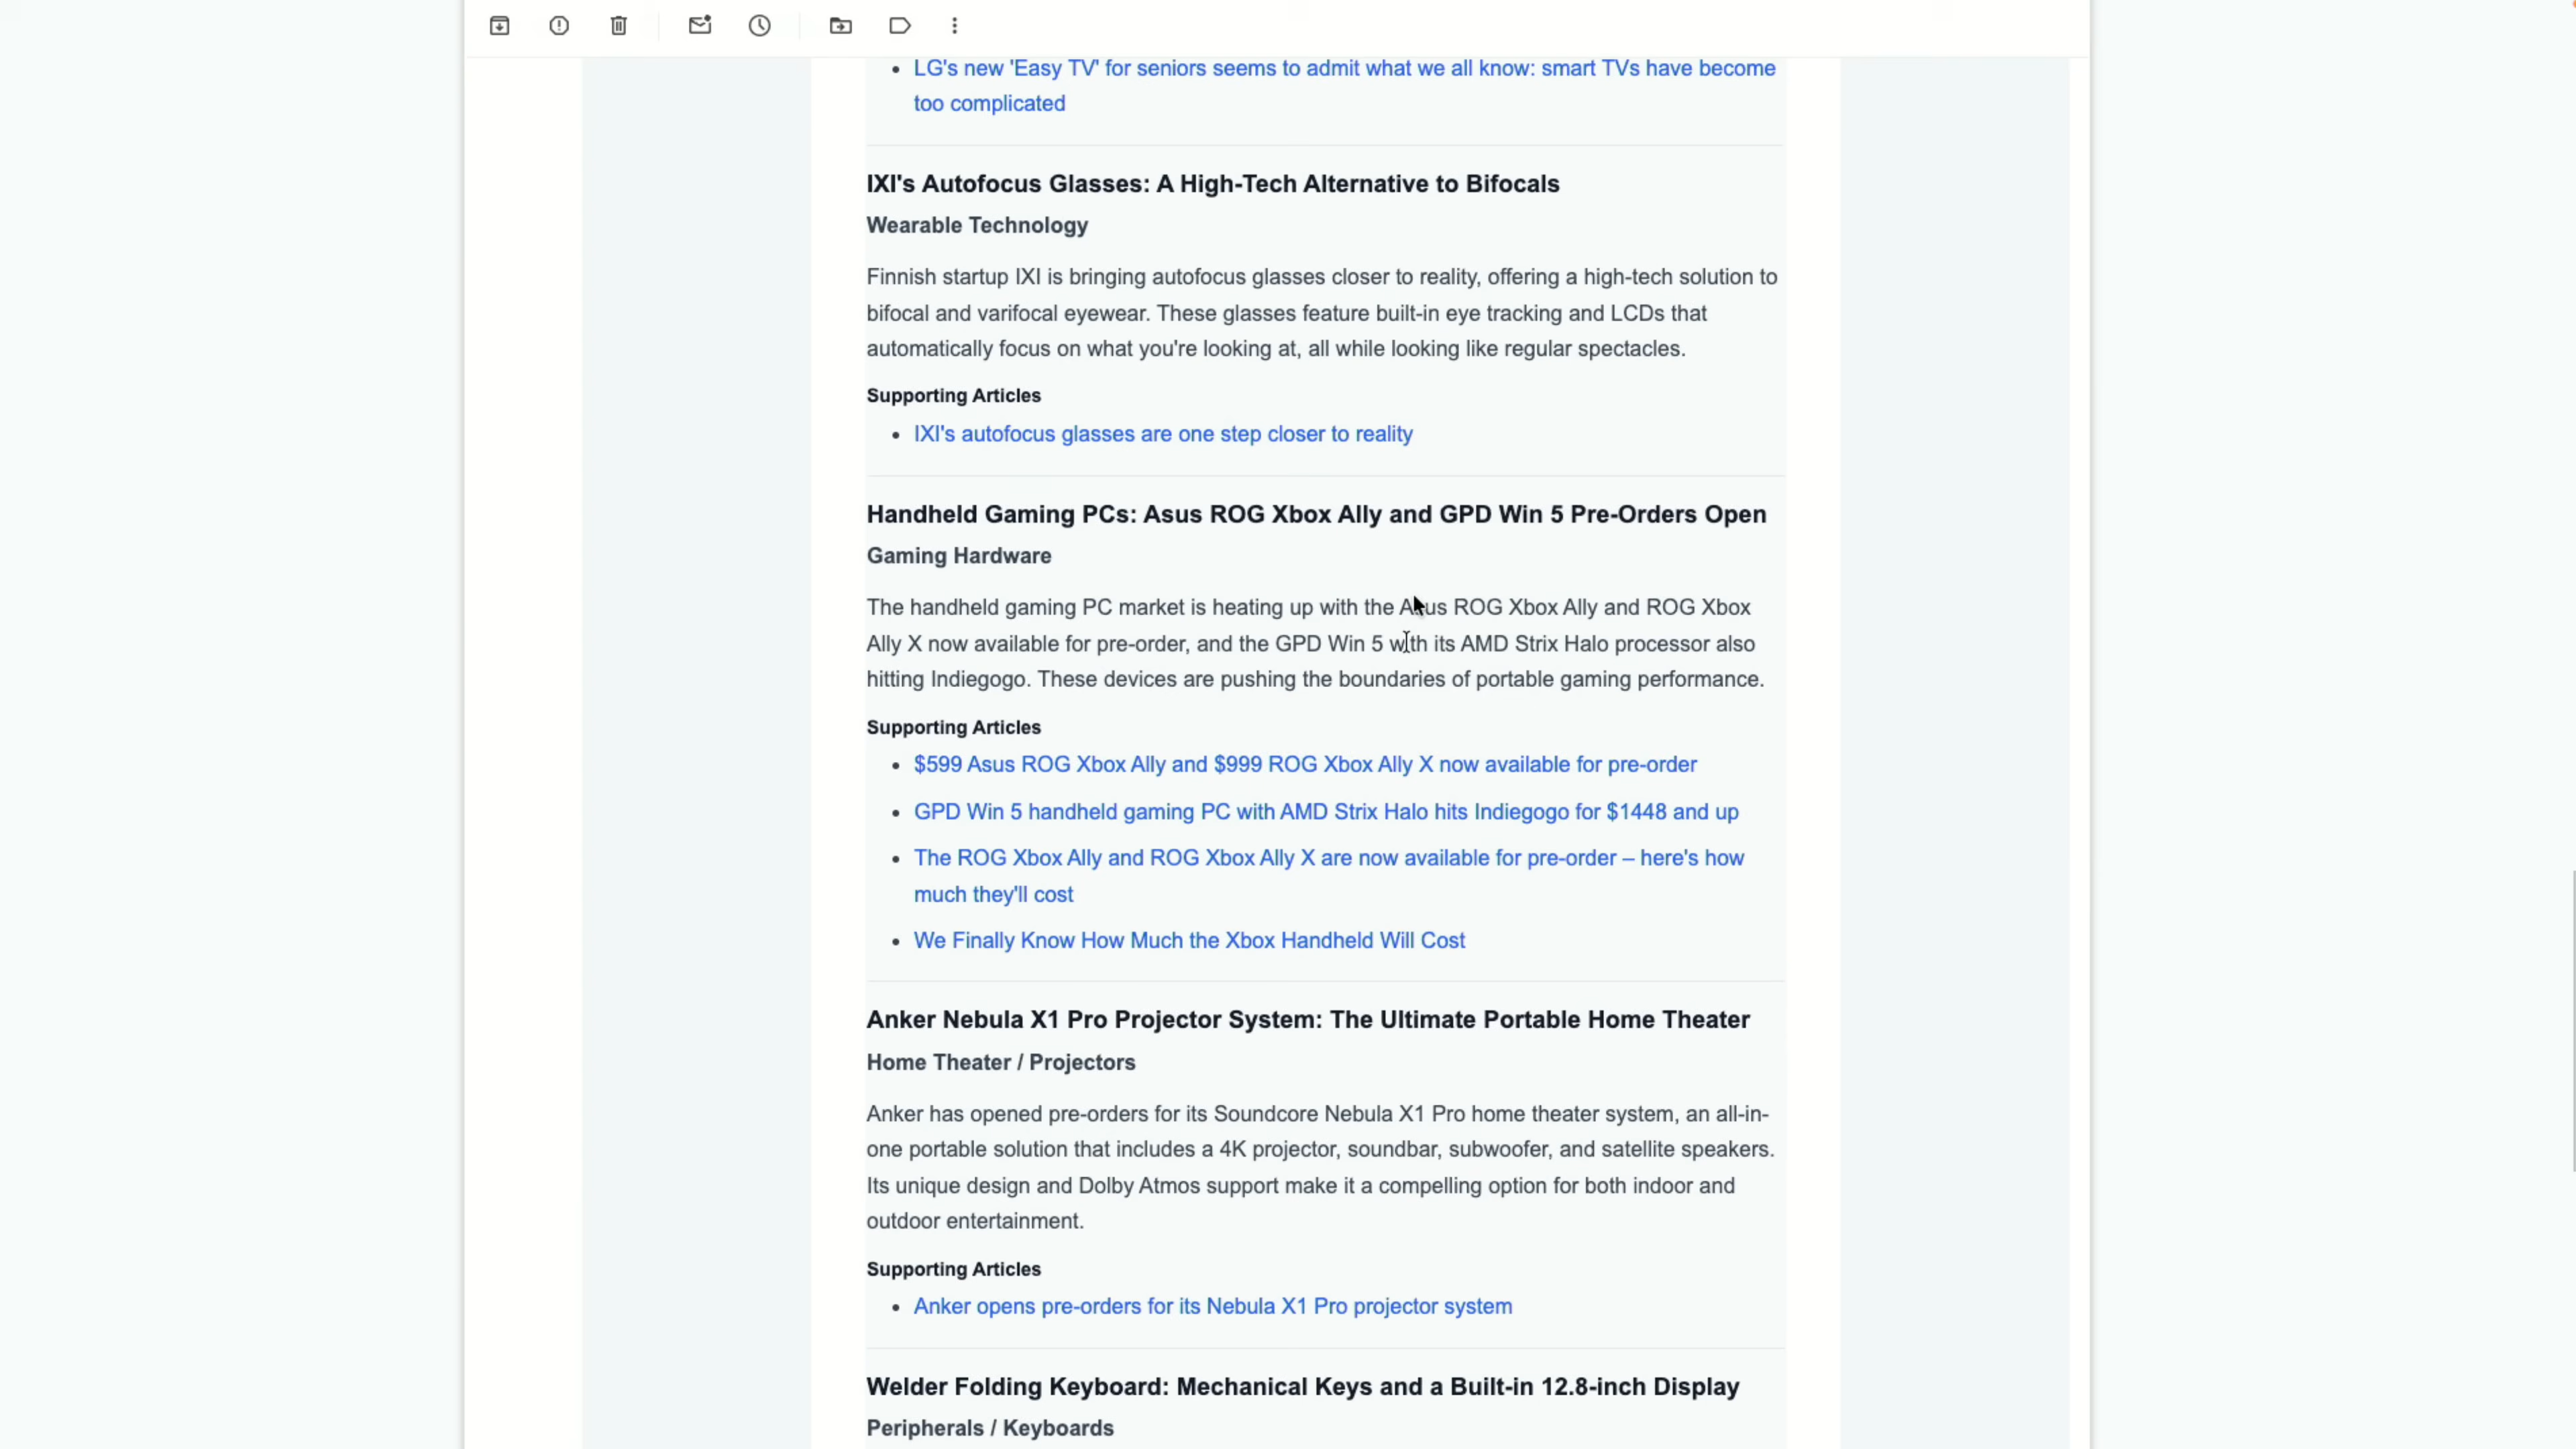 LG's new 'Easy TV' for seniors seems to admit what we all know: smart TVs have become
too complicated
IXI's Autofocus Glasses: A High-Tech Alternative to Bifocals
Wearable Technology
Finnish startup IXI is bringing autofocus glasses closer to reality, offering a high-tech solution to
bifocal and varifocal eyewear. These glasses feature built-in eye tracking and LCDs that
automatically focus on what you're looking at, all while looking like regular spectacles.
Supporting Articles
IXI's autofocus glasses are one step closer to reality
Handheld Gaming PCs: Asus ROG Xbox Ally and GPD Win 5 Pre-Orders Open
Gaming Hardware
The handheld gaming PC market is heating up with the Asus ROG Xbox Ally and ROG Xbox
Ally X now available for pre-order, and the GPD Win 5 with its AMD Strix Halo processor also
hitting Indiegogo. These devices are pushing the boundaries of portable gaming performance.
Supporting Articles
$599 Asus ROG Xbox Ally and $999 ROG Xbox Ally X now available for pre-order
GPD Win 5 handheld gaming PC with AMD Strix Halo hits Indiegogo for $1448 and up
The ROG Xbox Ally and ROG Xbox Ally X are now available for pre-order – here's how
much they'll cost
We Finally Know How Much the Xbox Handheld Will Cost
Anker Nebula X1 Pro Projector System: The Ultimate Portable Home Theater
Home Theater / Projectors
Anker has opened pre-orders for its Soundcore Nebula X1 Pro home theater system, an all-in-
one portable solution that includes a 4K projector, soundbar, subwoofer, and satellite speakers.
Its unique design and Dolby Atmos support make it a compelling option for both indoor and
outdoor entertainment.
Supporting Articles
Anker opens pre-orders for its Nebula X1 Pro projector system
Welder Folding Keyboard: Mechanical Keys and a Built-in 12.8-inch Display
Peripherals / Keyboards